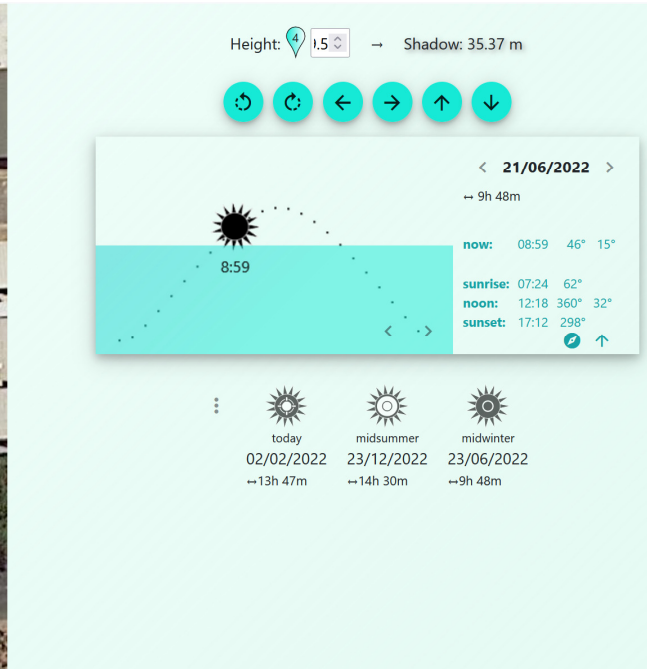 Height: 4 .5 → Shadow: 35.37 m
21/06/2022
↔ 9h 48m
now: 08:59 46° 15°
8:59
sunrise: 07:24 62°
noon: 12:18 360° 32°
sunset: 17:12 298°
today midsummer midwinter
02/02/2022 23/12/2022 23/06/2022
↔13h 47m ↔14h 30m ↔9h 48m